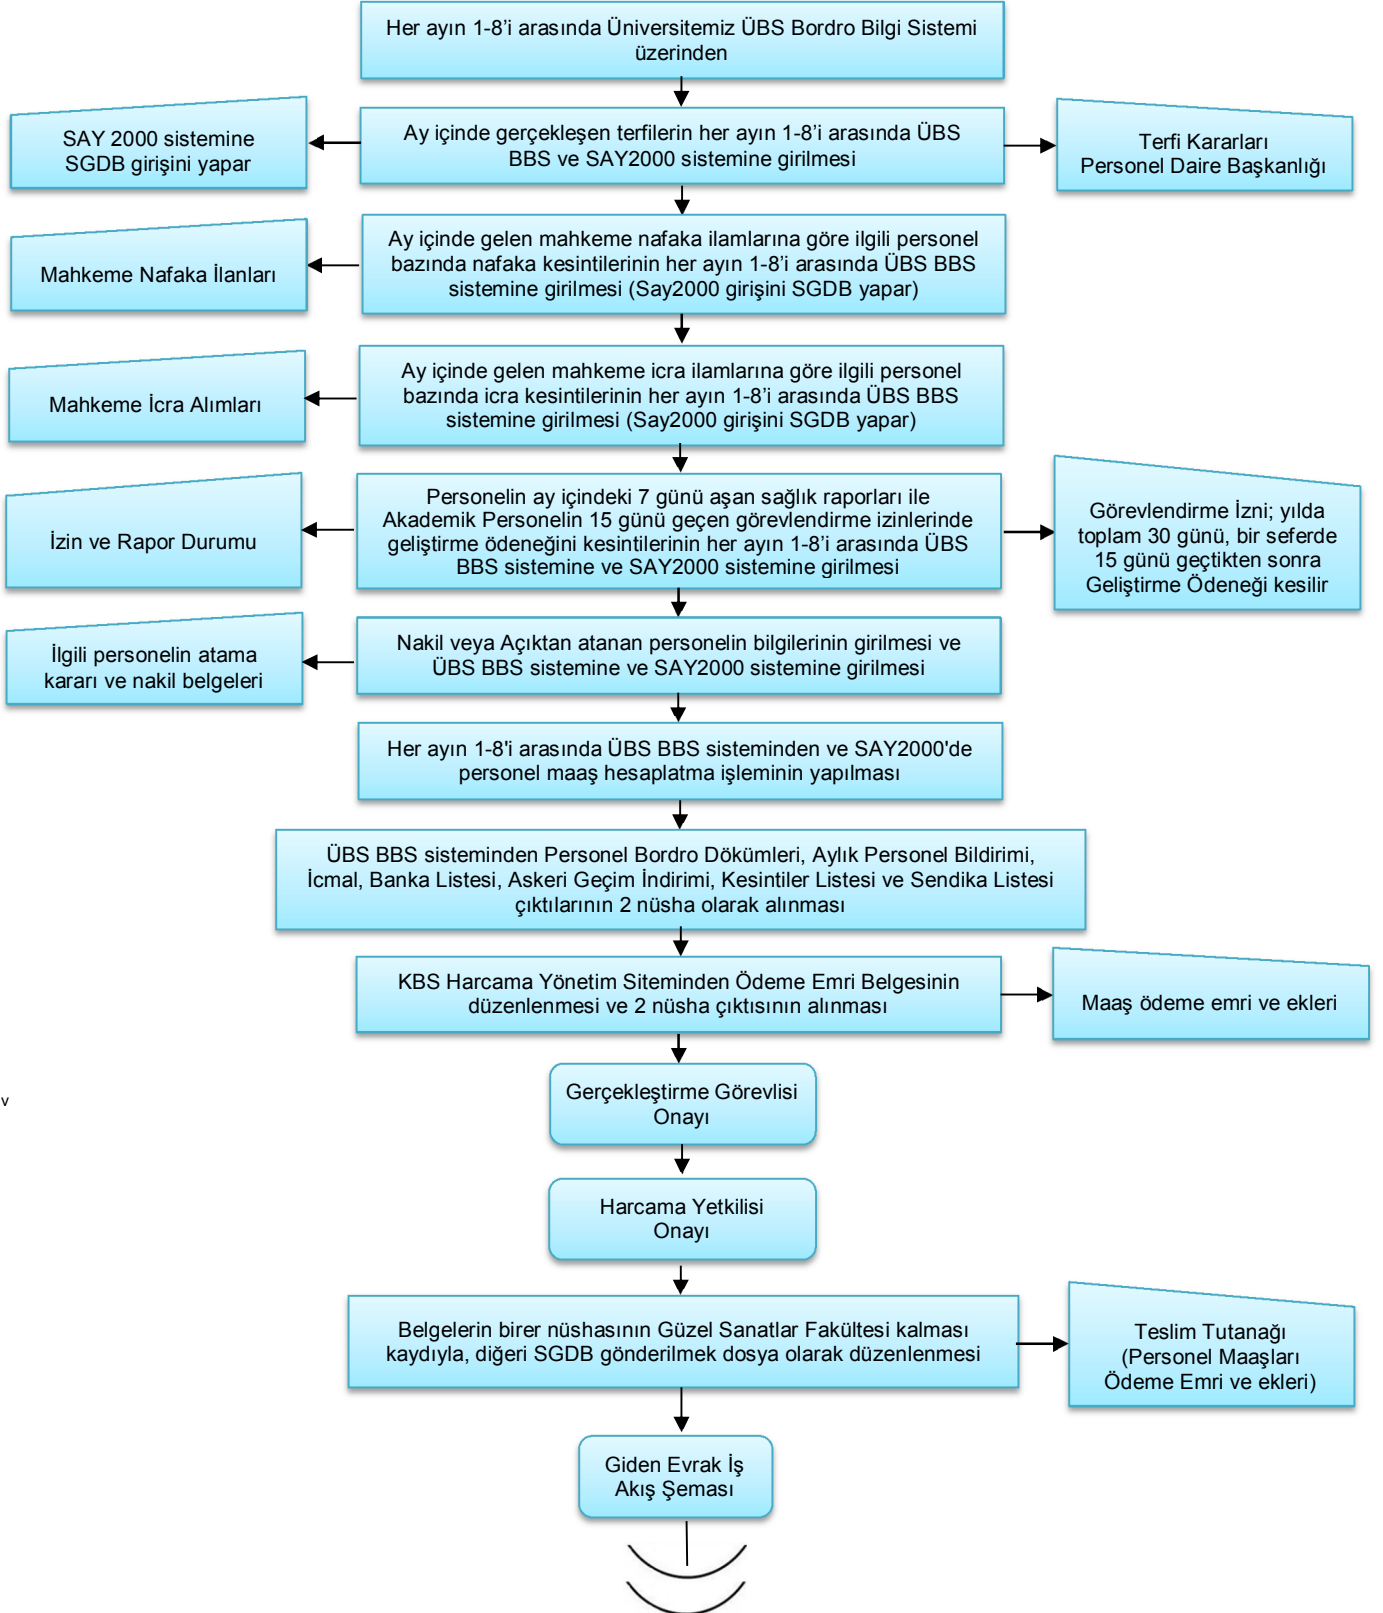 Her ayın 1-8’i arasında Üniversitemiz ÜBS Bordro Bilgi Sistemi
üzerinden
SAY 2000 sistemine
SGDB girişini yapar
Ay içinde gerçekleşen terfilerin her ayın 1-8’i arasında ÜBS
BBS ve SAY2000 sistemine girilmesi
Terfi Kararları
Personel Daire Başkanlığı
Mahkeme Nafaka İlanları
Ay içinde gelen mahkeme nafaka ilamlarına göre ilgili personel
bazında nafaka kesintilerinin her ayın 1-8’i arasında ÜBS BBS
sistemine girilmesi (Say2000 girişini SGDB yapar)
Mahkeme İcra Alımları
Ay içinde gelen mahkeme icra ilamlarına göre ilgili personel
bazında icra kesintilerinin her ayın 1-8’i arasında ÜBS BBS
sistemine girilmesi (Say2000 girişini SGDB yapar)
İzin ve Rapor Durumu
Personelin ay içindeki 7 günü aşan sağlık raporları ile
Akademik Personelin 15 günü geçen görevlendirme izinlerinde
geliştirme ödeneğini kesintilerinin her ayın 1-8’i arasında ÜBS
BBS sistemine ve SAY2000 sistemine girilmesi
Görevlendirme İzni; yılda
toplam 30 günü, bir seferde
15 günü geçtikten sonra
Geliştirme Ödeneği kesilir
İlgili personelin atama
kararı ve nakil belgeleri
Nakil veya Açıktan atanan personelin bilgilerinin girilmesi ve
ÜBS BBS sistemine ve SAY2000 sistemine girilmesi
Her ayın 1-8'i arasında ÜBS BBS sisteminden ve SAY2000'de
personel maaş hesaplatma işleminin yapılması
ÜBS BBS sisteminden Personel Bordro Dökümleri, Aylık Personel Bildirimi,
İcmal, Banka Listesi, Askeri Geçim İndirimi, Kesintiler Listesi ve Sendika Listesi
çıktılarının 2 nüsha olarak alınması
KBS Harcama Yönetim Siteminden Ödeme Emri Belgesinin
düzenlenmesi ve 2 nüsha çıktısının alınması
Maaş ödeme emri ve ekleri
Gerçekleştirme Görevlisi
Onayı
v
Harcama Yetkilisi
Onayı
Belgelerin birer nüshasının Güzel Sanatlar Fakültesi kalması
kaydıyla, diğeri SGDB gönderilmek dosya olarak düzenlenmesi
Teslim Tutanağı
(Personel Maaşları
Ödeme Emri ve ekleri)
Giden Evrak İş
Akış Şeması